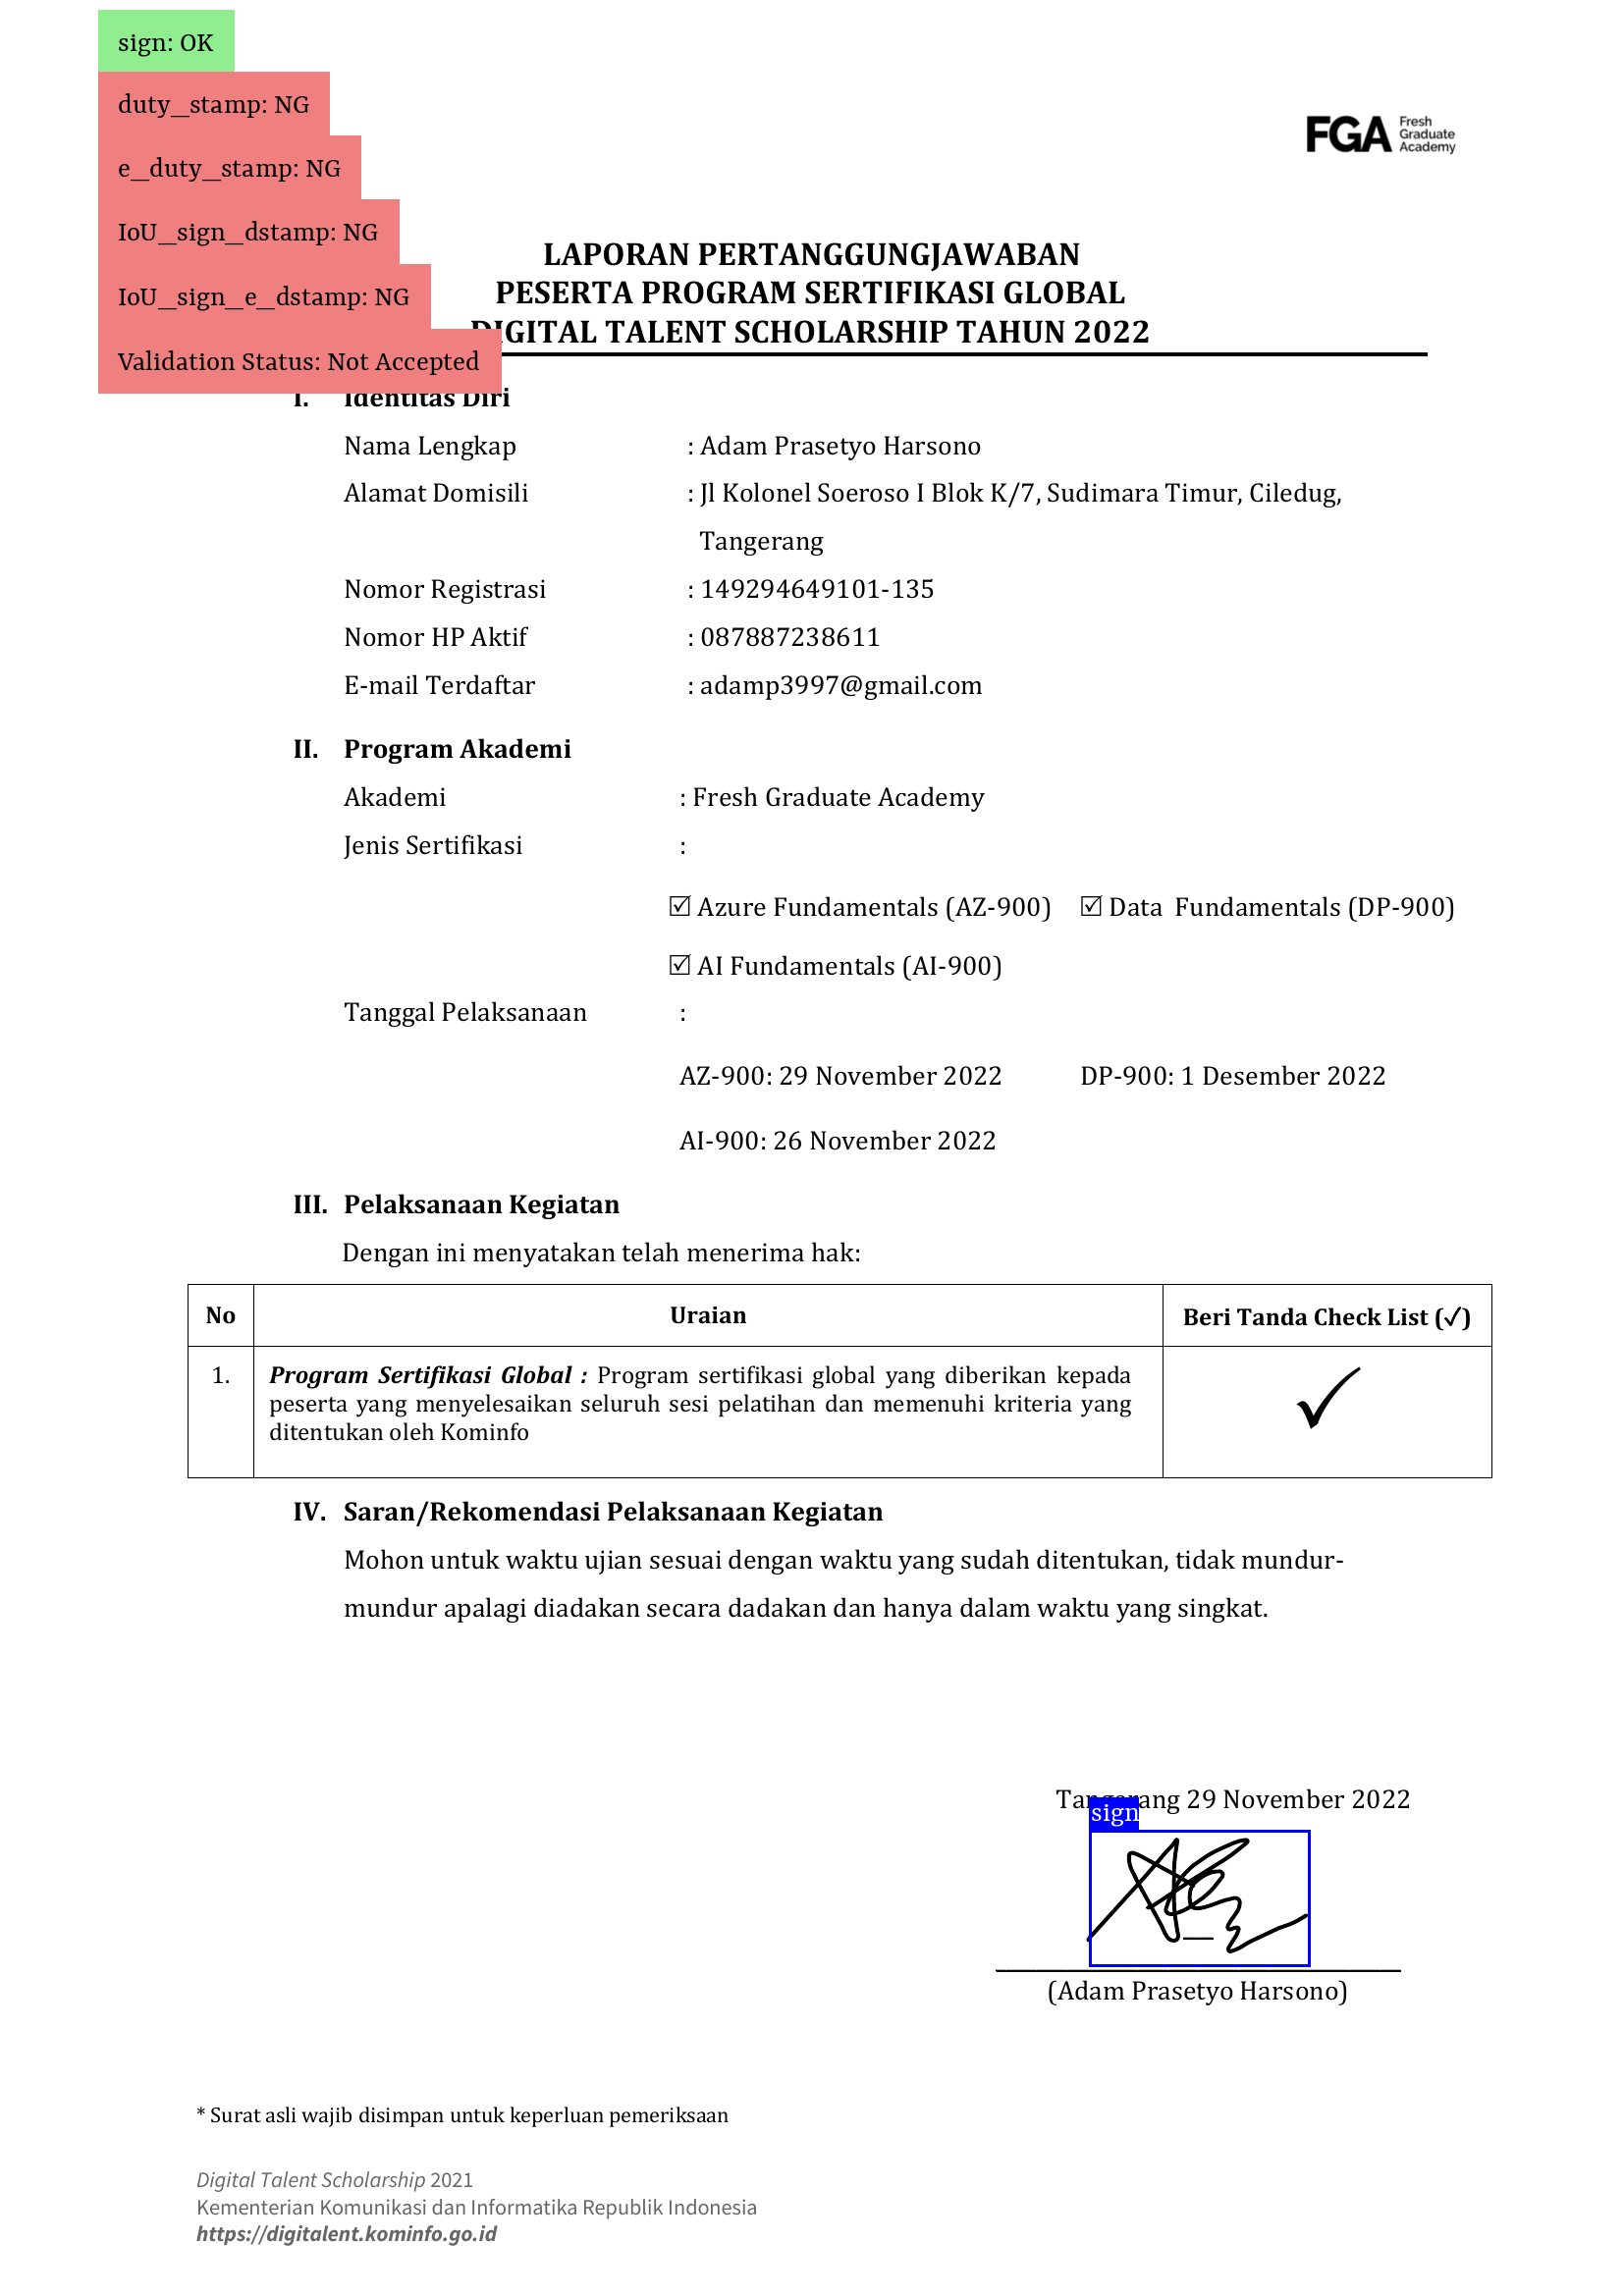 sign: OK
duty_stamp: NG
e_duty_stamp: NG
IoU_sign_dstamp: NG
IoU_sign_e_dstamp: NG
Validation Status: Not Accepted
FGA Fresh
Graduate
Academy
LAPORAN PERTANGGUNGJAWABAN
PESERTA PROGRAM SERTIFIKASI GLOBAL
DIGITAL TALENT SCHOLARSHIP TAHUN 2022
I. Identitas Diri
Nama Lengkap : Adam Prasetyo Harsono
Alamat Domisili : Jl Kolonel Soeroso I Blok K/7, Sudimara Timur, Ciledug,
Tangerang
Nomor Registrasi : 149294649101-135
Nomor HP Aktif : 087887238611
E-mail Terdaftar : adamp3997@gmail.com
II. Program Akademi
Akademi : Fresh Graduate Academy
Jenis Sertifikasi :
☑ Azure Fundamentals (AZ-900) ☑ Data Fundamentals (DP-900)
☑ AI Fundamentals (AI-900)
Tanggal Pelaksanaan :
AZ-900: 29 November 2022 DP-900: 1 Desember 2022
AI-900: 26 November 2022
III. Pelaksanaan Kegiatan
Dengan ini menyatakan telah menerima hak:
No Uraian Beri Tanda Check List (✓)
1. Program Sertifikasi Global : Program sertifikasi global yang diberikan kepada ✓
peserta yang menyelesaikan seluruh sesi pelatihan dan memenuhi kriteria yang
ditentukan oleh Kominfo
IV. Saran/Rekomendasi Pelaksanaan Kegiatan
Mohon untuk waktu ujian sesuai dengan waktu yang sudah ditentukan, tidak mundur-
mundur apalagi diadakan secara dadakan dan hanya dalam waktu yang singkat.
Tangerang 29 November 2022
sign
(Adam Prasetyo Harsono)
* Surat asli wajib disimpan untuk keperluan pemeriksaan
Digital Talent Scholarship 2021
Kementerian Komunikasi dan Informatika Republik Indonesia
https://digitalent.kominfo.go.id